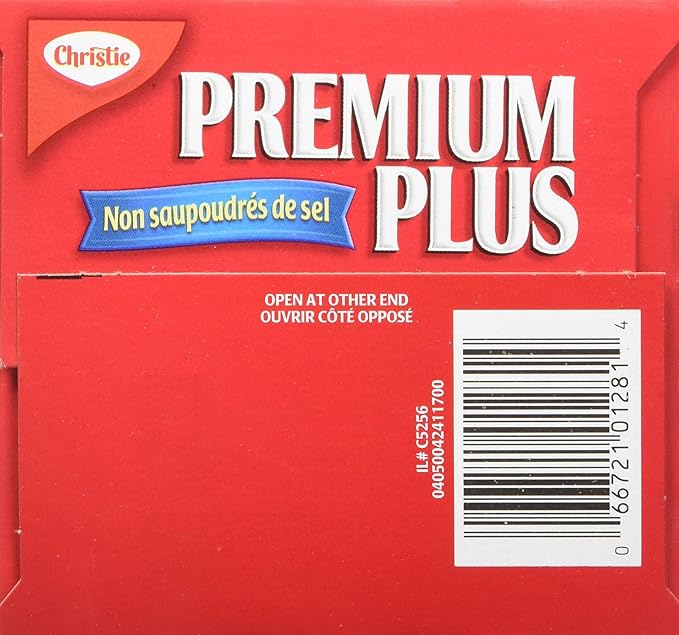 Christie
PREMIUM
PLUS
Non saupoudrés de sel
OPEN AT OTHER END
OUVRIR CÔTÉ OPPOSÉ
IL# C5256
04050042411700
0 66721 01281 4